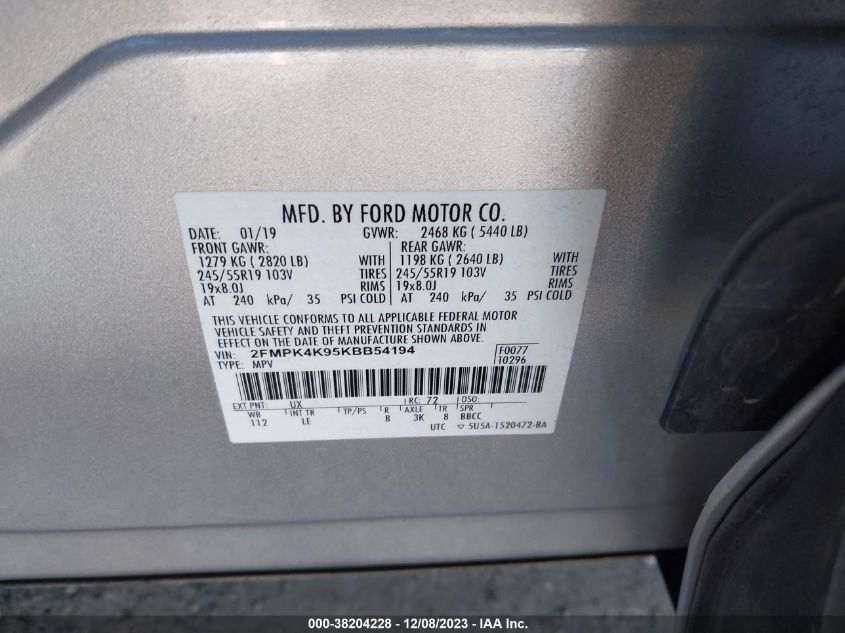 MFD. BY FORD MOTOR CO.
DATE: 01/19 GVWR: 2468 KG ( 5440 LB)
FRONT GAWR: REAR GAWR:
1279 KG ( 2820 LB) WITH 1198 KG ( 2640 LB) WITH
245/55R19 103V TIRES 245/55R19 103V TIRES
19x8.0J RIMS 19x8.0J RIMS
AT 240 kPa/ 35 PSI COLD AT 240 kPa/ 35 PSI COLD
THIS VEHICLE CONFORMS TO ALL APPLICABLE FEDERAL MOTOR
VEHICLE SAFETY AND THEFT PREVENTION STANDARDS IN
EFFECT ON THE DATE OF MANUFACTURE SHOWN ABOVE.
VIN: 2FMPK4K95KBB54194 F0077
TYPE: MPV T0296
EXT PNT: UX RC: 72 DSO:
WB INT TR TP/PS R AXLE TR SPR
112 LE B 3K 8 BBCC
UTC ▽ 5U5A-1520472-BA
000-38204228 - 12/08/2023 - IAA Inc.